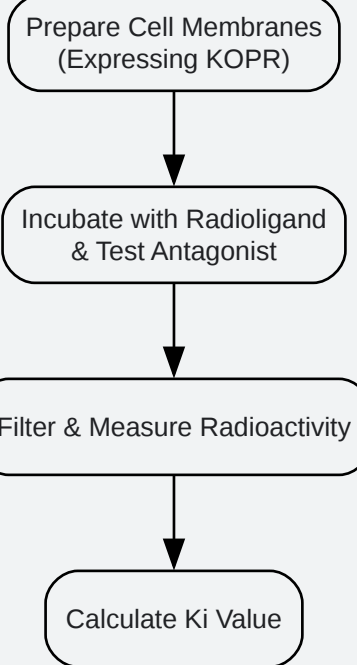 Prepare Cell Membranes
(Expressing KOPR)
Incubate with Radioligand
& Test Antagonist
Filter & Measure Radioactivity
Calculate Ki Value